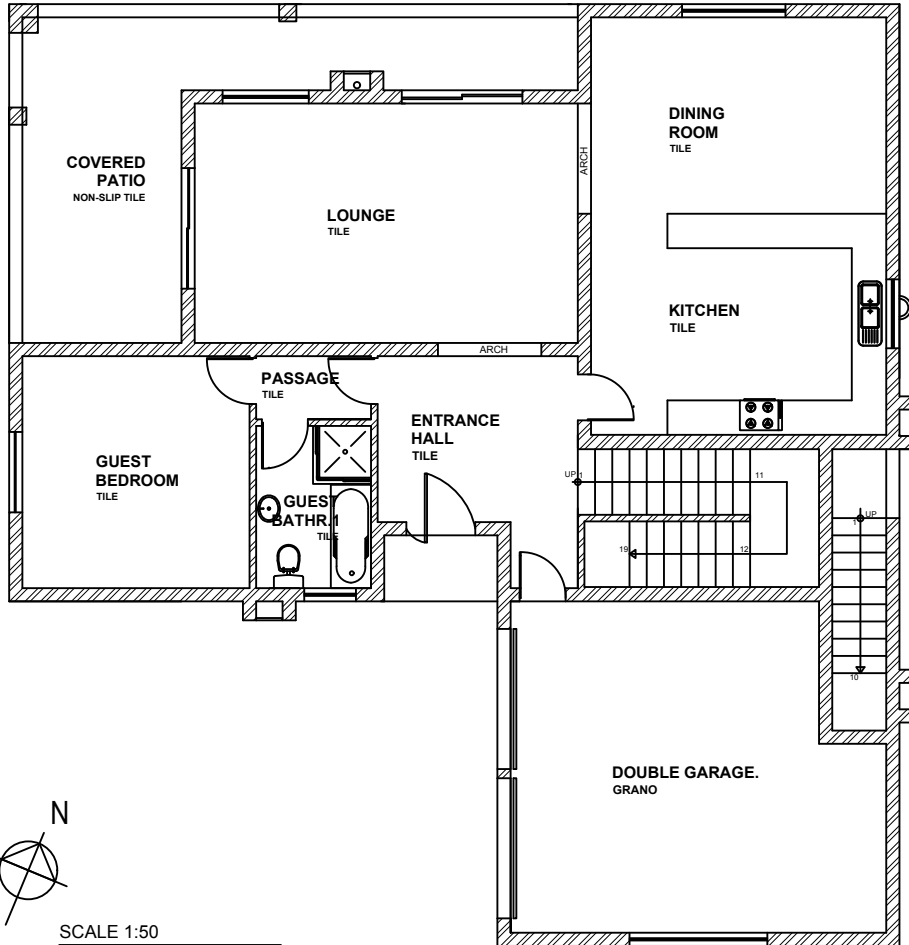 DINING
ROOM
TILE
COVERED
PATIO
NON-SLIP TILE
ARCH
LOUNGE
TILE
KITCHEN
TILE
ARCH
PASSAGE
TILE
ENTRANCE
HALL
TILE
GUEST
BEDROOM
TILE
UP 1
11
GUEST
BATHR.1
TILE
UP
1
19
12
10
DOUBLE GARAGE.
GRANO
N
SCALE 1:50